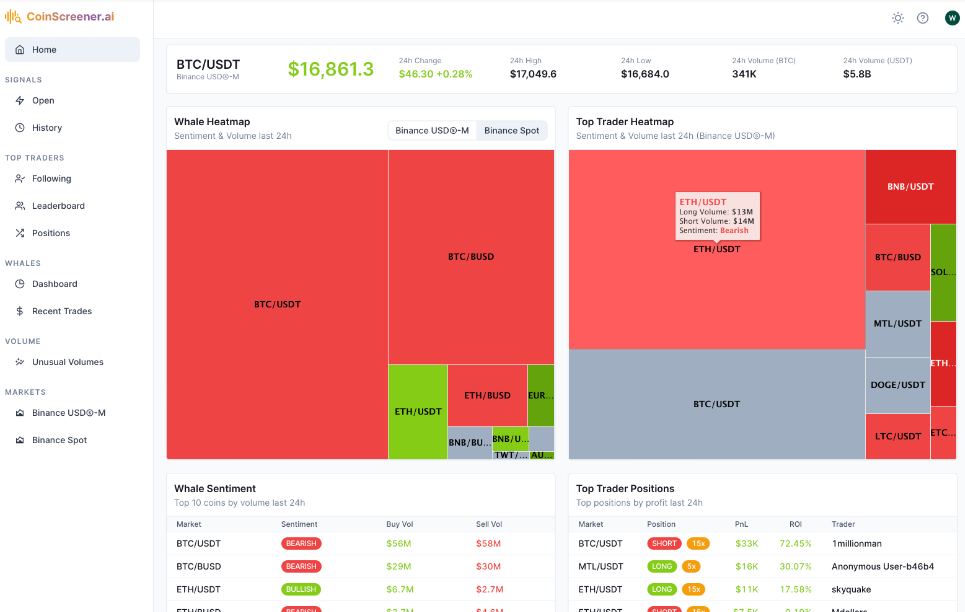 CoinScreener.ai
W
Home
SIGNALS
Open
History
TOP TRADERS
Following
Leaderboard
Positions
WHALES
Dashboard
Recent Trades
VOLUME
Unusual Volumes
MARKETS
Binance USDⓈ-M
Binance Spot
BTC/USDT
Binance USDⓈ-M
$16,861.3
24h Change
$46.30 +0.28%
24h High
$17,049.6
24h Low
$16,684.0
24h Volume (BTC)
341K
24h Volume (USDT)
$5.8B
Whale Heatmap
Sentiment & Volume last 24h
Binance USDⓈ-M Binance Spot
BTC/USDT
BTC/BUSD
ETH/USDT
ETH/BUSD
EUR...
BNB/BU...
BNB/U...
TWT/...
AU...
Top Trader Heatmap
Sentiment & Volume last 24h (Binance USDⓈ-M)
ETH/USDT
Long Volume: $13M
Short Volume: $14M
Sentiment: Bearish
ETH/USDT
BTC/USDT
BNB/USDT
BTC/BUSD
SOL...
MTL/USDT
ETH...
DOGE/USDT
LTC/USDT
ETC...
Whale Sentiment
Top 10 coins by volume last 24h
Market Sentiment Buy Vol Sell Vol
BTC/USDT BEARISH $56M $58M
BTC/BUSD BEARISH $29M $30M
ETH/USDT BULLISH $6.7M $2.7M
Top Trader Positions
Top positions by profit last 24h
Market Position PnL ROI Trader
BTC/USDT SHORT 15x $33K 72.45% 1millionman
MTL/USDT LONG 5x $16K 30.07% Anonymous User-b46b4
ETH/USDT LONG 15x $11K 17.58% skyquake